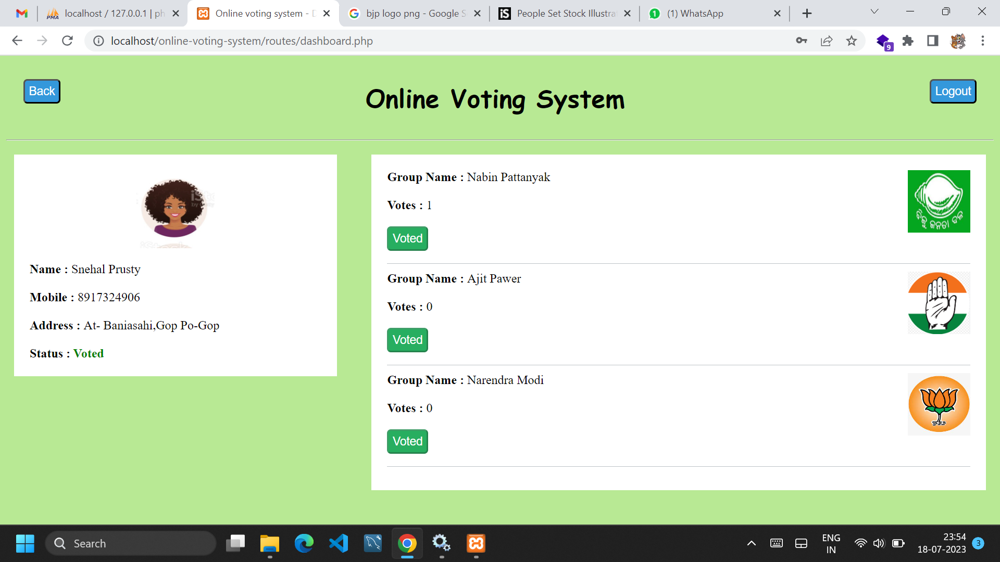 localhost / 127.0.0.1 | ph
Online voting system - D
bjp logo png - Google S
People Set Stock Illustra
(1) WhatsApp
localhost/online-voting-system/routes/dashboard.php
9
Back
Online Voting System
Logout
Name : Snehal Prusty
Mobile : 8917324906
Address : At- Baniasahi,Gop Po-Gop
Status : Voted
Group Name : Nabin Pattanyak
Votes : 1
Voted
ବିଜୁ ଜନତା ଦଳ
Group Name : Ajit Pawer
Votes : 0
Voted
Group Name : Narendra Modi
Votes : 0
Voted
Search
ENG
IN
23:54
18-07-2023
3